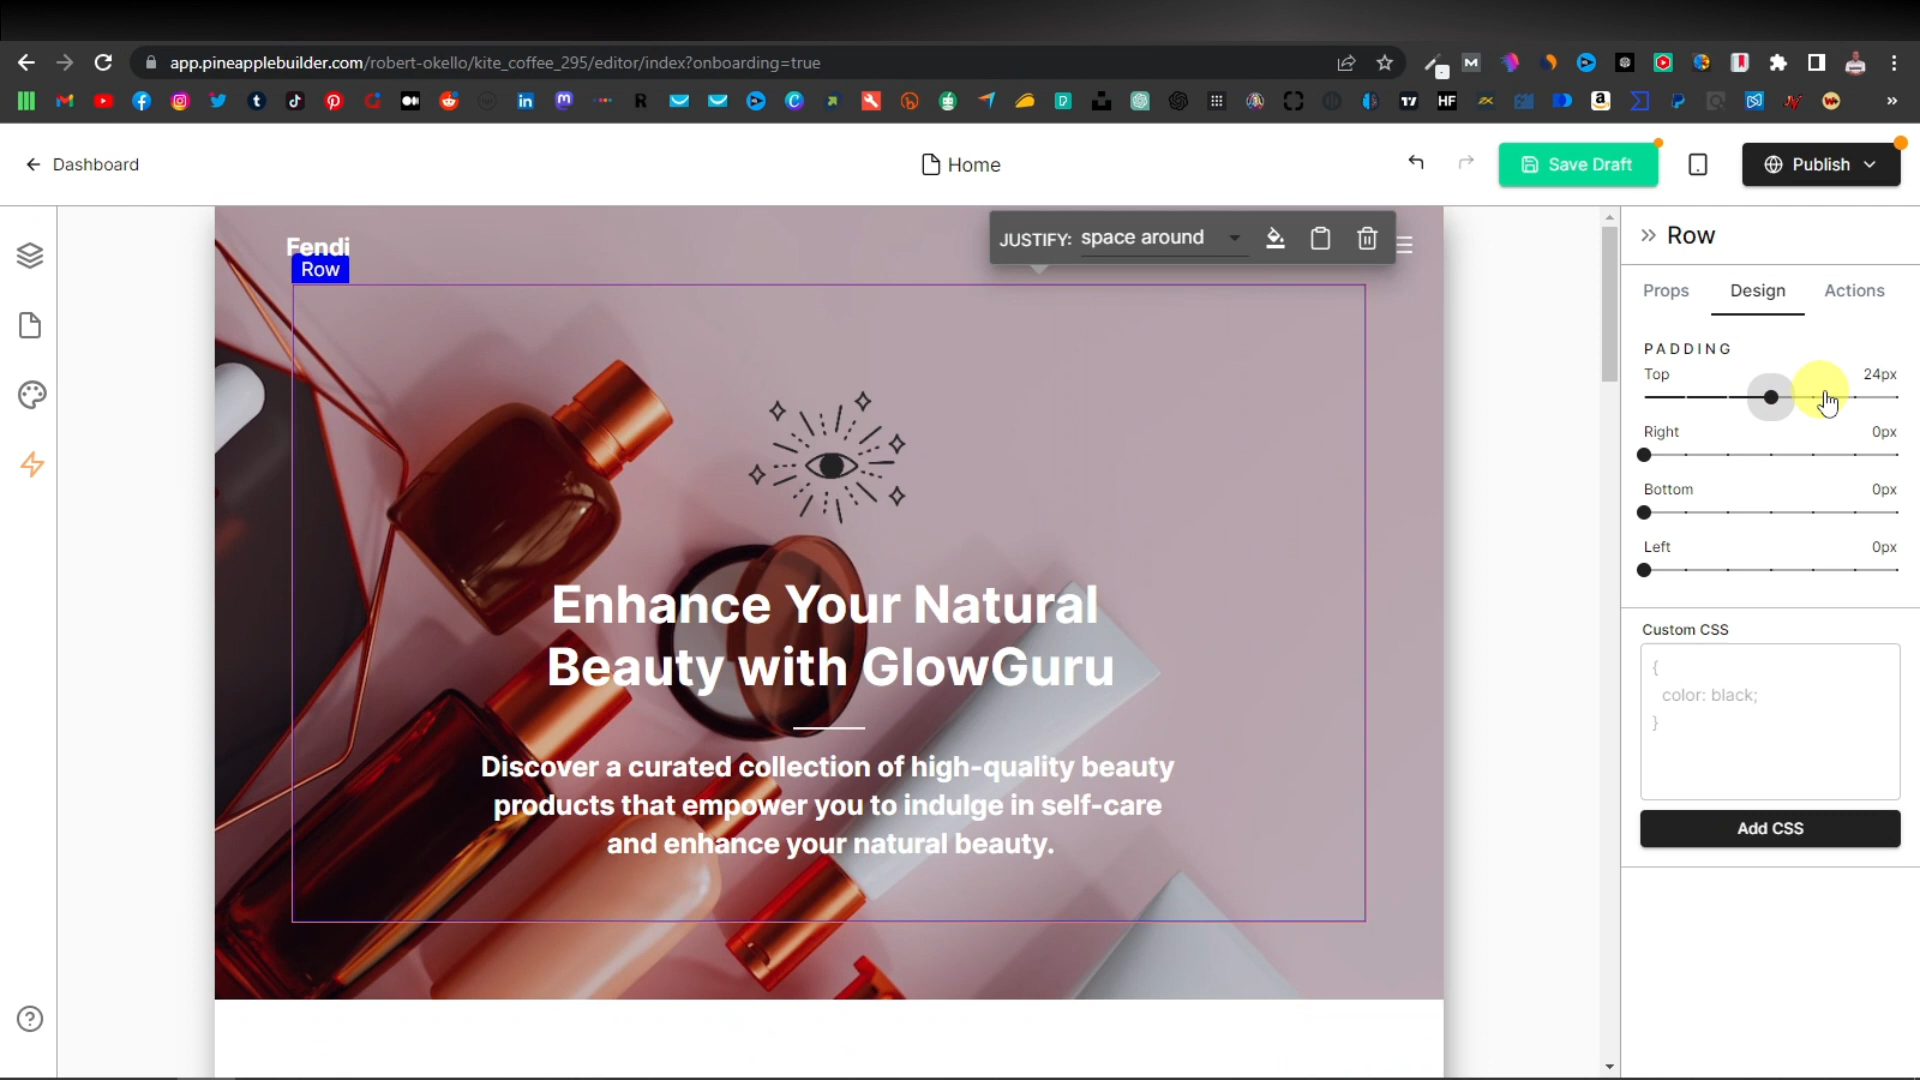 app.pineapplebuilder.com/robert-okello/kite_coffee_295/editor/index?onboarding=true
Dashboard
Home
Save Draft
Publish
Fendi
Row
JUSTIFY: space around
Enhance Your Natural
Beauty with GlowGuru
Discover a curated collection of high-quality beauty
products that empower you to indulge in self-care
and enhance your natural beauty.
Row
Props Design Actions
PADDING
Top 24px
Right 0px
Bottom 0px
Left 0px
Custom CSS
{
color: black;
}
Add CSS